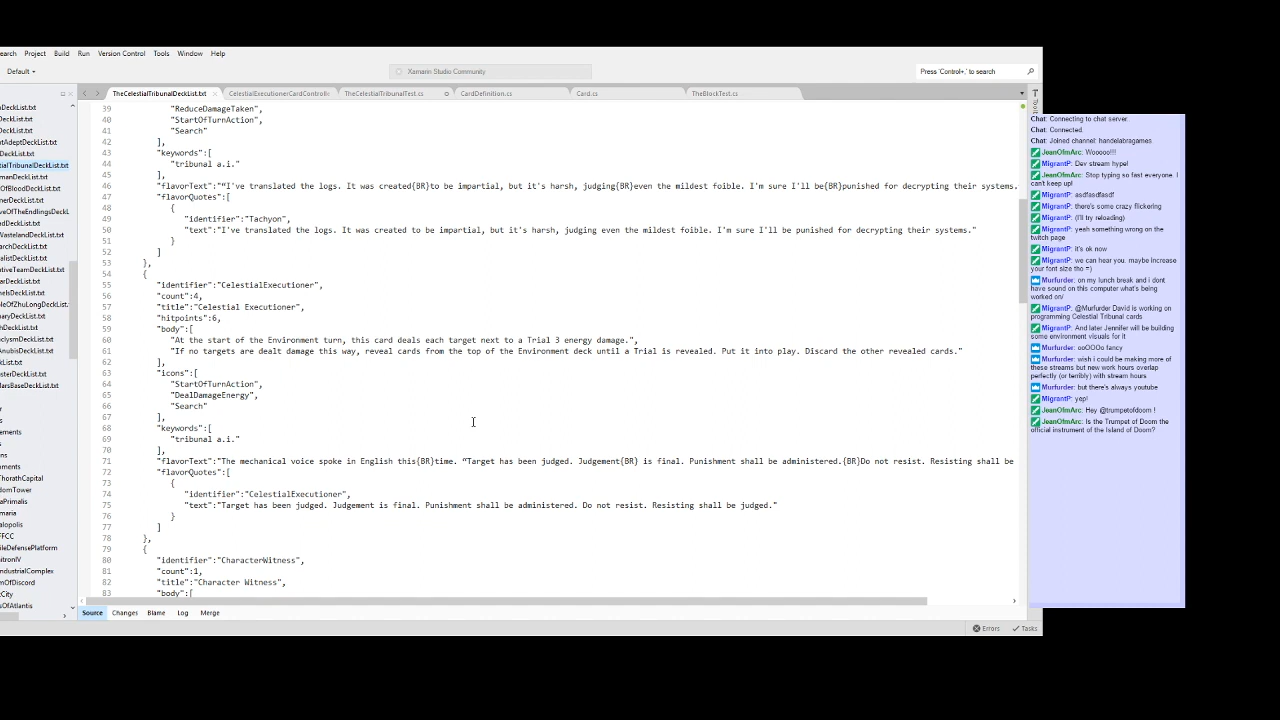 earch Project Build Run Version Control Tools Window Help
Default
Xamarin Studio Community
Press 'Control+,' to search
TheCelestialTribunalDeckList.txt
TheCelestialTribunalTest.cs
CardDefinition.cs
Card.cs
TheBlockTest.cs
DeckList.txt
DeckList.txt
DeckList.txt
utAdeptDeckList.txt
DeckList.txt
tialTribunalDeckList.txt
manDeckList.txt
OfBloodDeckList.txt
nerDeckList.txt
39 "ReduceDamageTaken",
40 "StartOfTurnAction",
41 "Search"
42 ],
43 "keywords":[
44 "tribunal a.i."
45 ],
46 "flavorText":"“I've translated the logs. It was created{BR}to be impartial, but it's harsh, judging{BR}even the mildest foible. I'm sure I'll be{BR}punished for decrypting their systems.
47 "flavorQuotes":[
48 {
49 "identifier":"Tachyon",
50 "text":"I've translated the logs. It was created to be impartial, but it's harsh, judging even the mildest foible. I'm sure I'll be punished for decrypting their systems."
51 }
52 ]
53 },
54 {
55 "identifier":"CelestialExecutioner",
56 "count":4,
57 "title":"Celestial Executioner",
58 "hitpoints":6,
59 "body":[
60 "At the start of the Environment turn, this card deals each target next to a Trial 3 energy damage.",
61 "If no targets are dealt damage this way, reveal cards from the top of the Environment deck until a Trial is revealed. Put it into play. Discard the other revealed cards."
62 ],
63 "icons":[
64 "StartOfTurnAction",
65 "DealDamageEnergy",
66 "Search"
67 ],
68 "keywords":[
69 "tribunal a.i."
70 ],
71 "flavorText":"The mechanical voice spoke in English this{BR}time. “Target has been judged. Judgement{BR} is final. Punishment shall be administered.{BR}Do not resist. Resisting shall be
72 "flavorQuotes":[
73 {
74 "identifier":"CelestialExecutioner",
75 "text":"Target has been judged. Judgement is final. Punishment shall be administered. Do not resist. Resisting shall be judged."
76 }
77 ]
78 },
79 {
80 "identifier":"CharacterWitness",
81 "count":1,
82 "title":"Character Witness",
83 "body":[
Source Changes Blame Log Merge
Errors Tasks
Chat: Connecting to chat server.
Chat: Connected.
Chat: Joined channel: handelabragames
JeanOfmArc: Wooooo!!!
MigrantP: Dev stream hype!
JeanOfmArc: Stop typing so fast everyone. I
can't keep up!
MigrantP: asdfasdfasdf
MigrantP: there's some crazy flickering
MigrantP: (I'll try reloading)
MigrantP: yeah something wrong on the
twitch page
MigrantP: it's ok now
MigrantP: we can hear you. maybe increase
your font size tho =)
Murfurder: on my lunch break and i dont
have sound on this computer what's being
worked on/
MigrantP: @Murfurder David is working on
programming Celestial Tribunal cards
MigrantP: And later Jennifer will be building
some environment visuals for it
Murfurder: ooOOOo fancy
Murfurder: wish i could be making more of
these streams but new work hours overlap
perfectly (or terribly) with stream hours
Murfurder: but there's always youtube
MigrantP: yep!
JeanOfmArc: Hey @trumpetofdoom !
JeanOfmArc: Is the Trumpet of Doom the
official instrument of the Island of Doom?